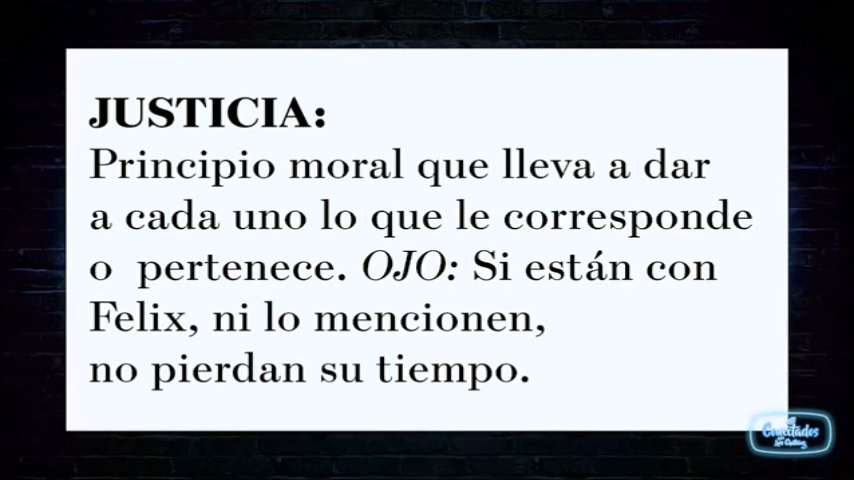 JUSTICIA:
Principio moral que lleva a dar
a cada uno lo que le corresponde
o pertenece. OJO: Si están con
Felix, ni lo mencionen,
no pierdan su tiempo.
Conectados